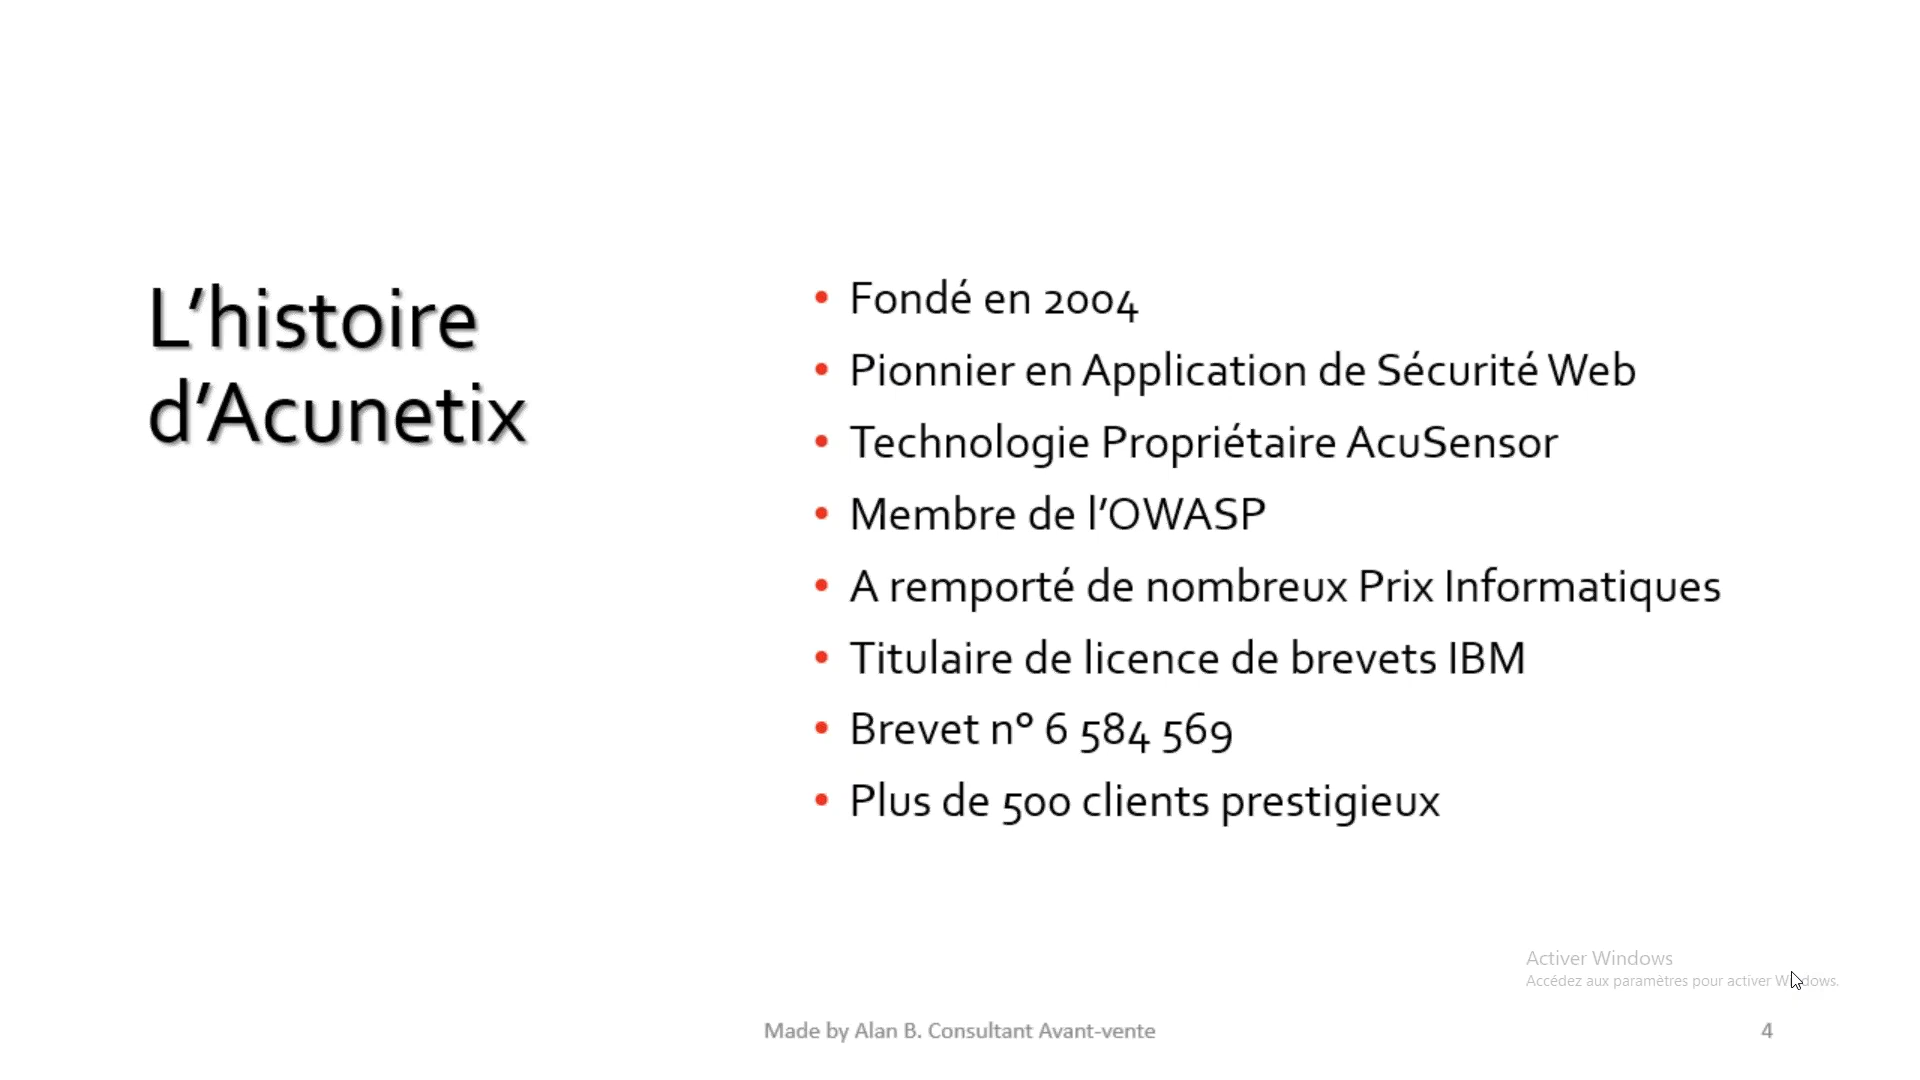 L’histoire
d’Acunetix
• Fondé en 2004
• Pionnier en Application de Sécurité Web
• Technologie Propriétaire AcuSensor
• Membre de l’OWASP
• A remporté de nombreux Prix Informatiques
• Titulaire de licence de brevets IBM
• Brevet n° 6 584 569
• Plus de 500 clients prestigieux
Activer Windows
Accédez aux paramètres pour activer Windows.
Made by Alan B. Consultant Avant-vente
4